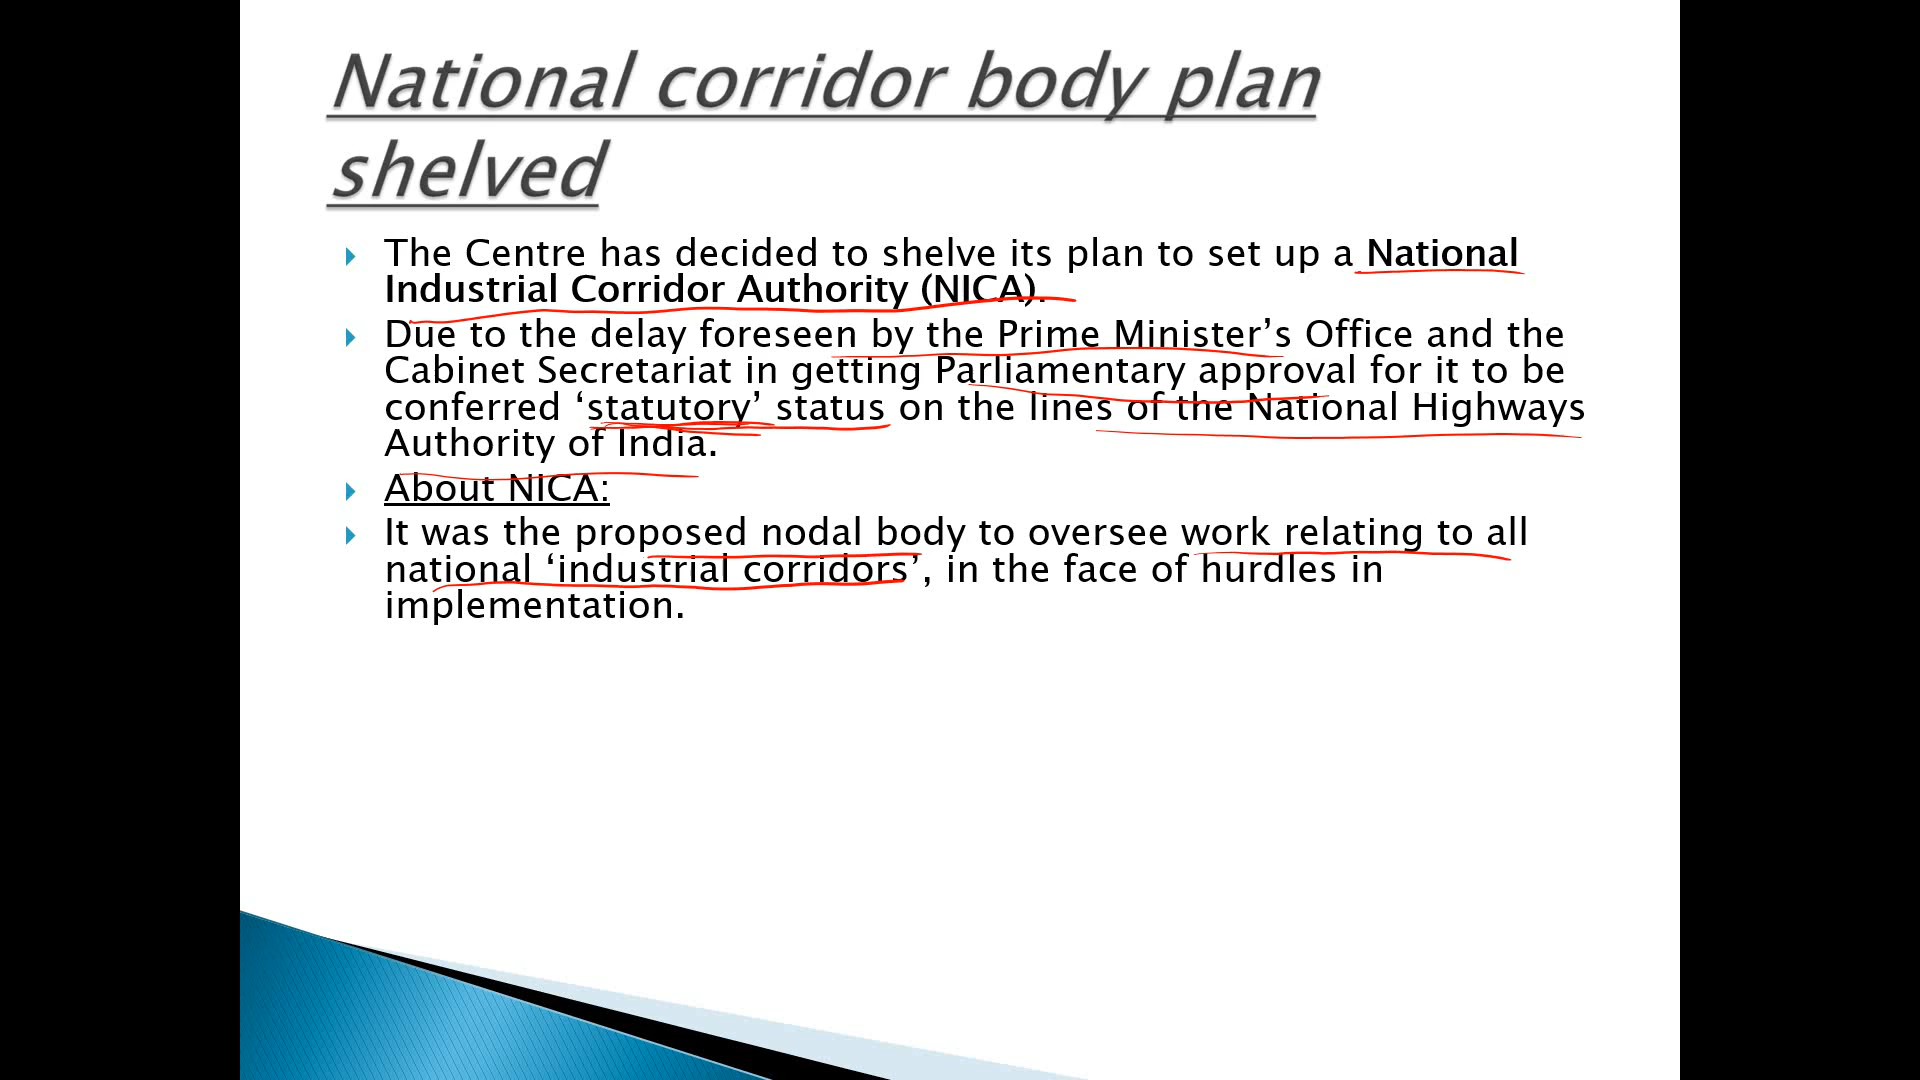 National corridor body plan
shelved
The Centre has decided to shelve its plan to set up a National
Industrial Corridor Authority (NICA).
Due to the delay foreseen by the Prime Minister’s Office and the
Cabinet Secretariat in getting Parliamentary approval for it to be
conferred ‘statutory’ status on the lines of the National Highways
Authority of India.
About NICA:
It was the proposed nodal body to oversee work relating to all
national ‘industrial corridors’, in the face of hurdles in
implementation.